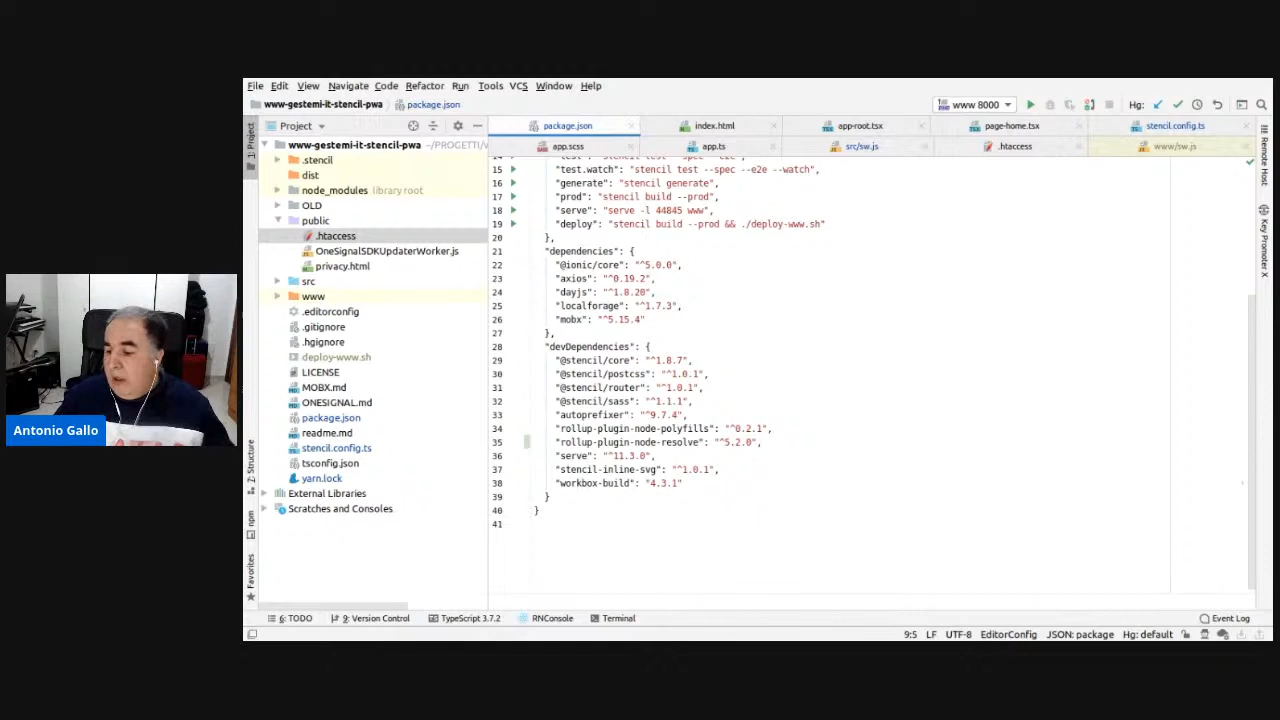 File Edit View Navigate Code Refactor Run Tools VCS Window Help
www-gestemi-it-stencil-pwa package.json
www 8000
Hg:
1: Project
Project
www-gestemi-it-stencil-pwa ~/PROGETTI/
.stencil
dist
node_modules library root
OLD
public
.htaccess
OneSignalSDKUpdaterWorker.js
privacy.html
src
www
.editorconfig
.gitignore
.hgignore
deploy-www.sh
LICENSE
MOBX.md
ONESIGNAL.md
package.json
readme.md
stencil.config.ts
tsconfig.json
yarn.lock
External Libraries
Scratches and Consoles
7: Structure
npm
Favorites
package.json index.html app-root.tsx page-home.tsx stencil.config.ts
app.scss app.ts src/sw.js .htaccess www/sw.js
15 "test.watch": "stencil test --spec --e2e --watch",
16 "generate": "stencil generate",
17 "prod": "stencil build --prod",
18 "serve": "serve -l 44845 www",
19 "deploy": "stencil build --prod && ./deploy-www.sh"
20 },
21 "dependencies": {
22 "@ionic/core": "^5.0.0",
23 "axios": "^0.19.2",
24 "dayjs": "^1.8.20",
25 "localforage": "^1.7.3",
26 "mobx": "^5.15.4"
27 },
28 "devDependencies": {
29 "@stencil/core": "^1.8.7",
30 "@stencil/postcss": "^1.0.1",
31 "@stencil/router": "^1.0.1",
32 "@stencil/sass": "^1.1.1",
33 "autoprefixer": "^9.7.4",
34 "rollup-plugin-node-polyfills": "^0.2.1",
35 "rollup-plugin-node-resolve": "^5.2.0",
36 "serve": "^11.3.0",
37 "stencil-inline-svg": "^1.0.1",
38 "workbox-build": "4.3.1"
39 }
40 }
41
Remote Host
Key Promoter X
Antonio Gallo
6: TODO 9: Version Control TypeScript 3.7.2 RNConsole Terminal Event Log
9:5 LF UTF-8 EditorConfig JSON: package Hg: default